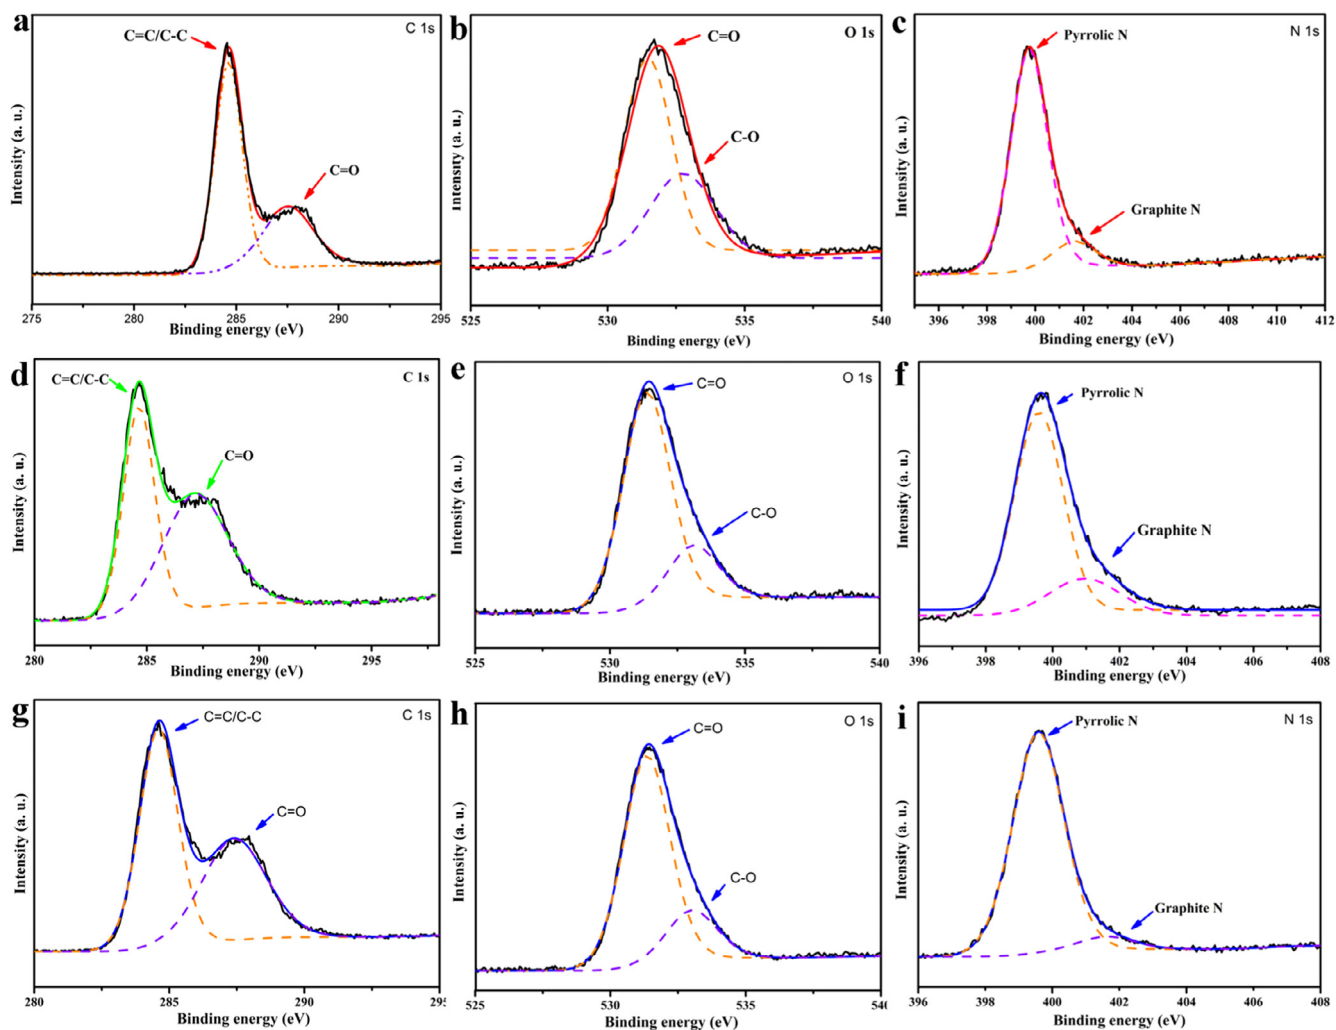 a
C 1s
C=C/C-C
C=O
Intensity (a. u.)
275 280 285 290 295
Binding energy (eV)
b
O 1s
C=O
C-O
Intensity (a. u.)
525 530 535 540
Binding energy (eV)
c
N 1s
Pyrrolic N
Graphite N
Intensity (a. u.)
396 398 400 402 404 406 408 410 412
Binding energy (eV)
d
C 1s
C=C/C-C
C=O
Intensity (a. u.)
280 285 290 295
Binding energy (eV)
e
O 1s
C=O
C-O
Intensity (a. u.)
525 530 535 540
Binding energy (eV)
f
Pyrrolic N
Graphite N
Intensity (a. u.)
396 398 400 402 404 406 408
Binding energy (eV)
g
C 1s
C=C/C-C
C=O
Intensity (a. u.)
280 285 290 29
Binding energy (eV)
h
O 1s
C=O
C-O
Intensity (a. u.)
525 530 535 540
Binding energy (eV)
i
N 1s
Pyrrolic N
Graphite N
Intensity (a. u.)
396 398 400 402 404 406 408
Binding energy (eV)